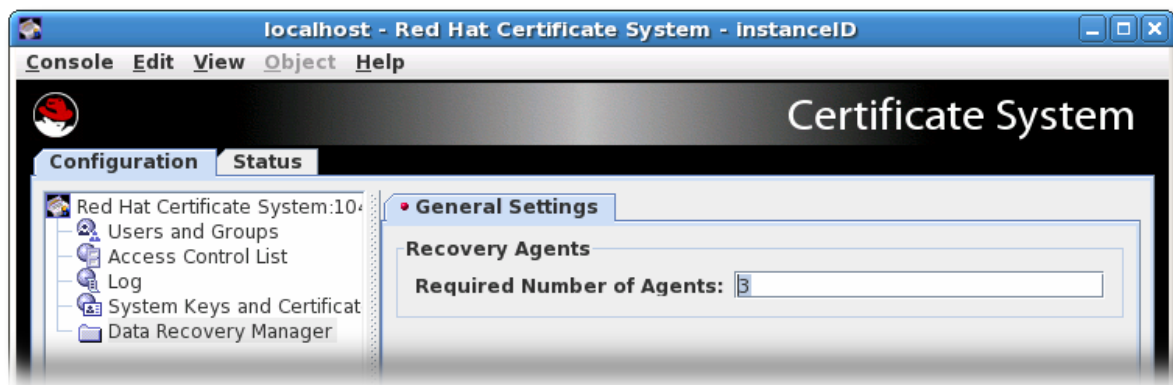 localhost - Red Hat Certificate System - instanceID
Console Edit View Object Help
Certificate System
Configuration Status
Red Hat Certificate System:104
Users and Groups
Access Control List
Log
System Keys and Certificat
Data Recovery Manager
General Settings
Recovery Agents
Required Number of Agents: 3